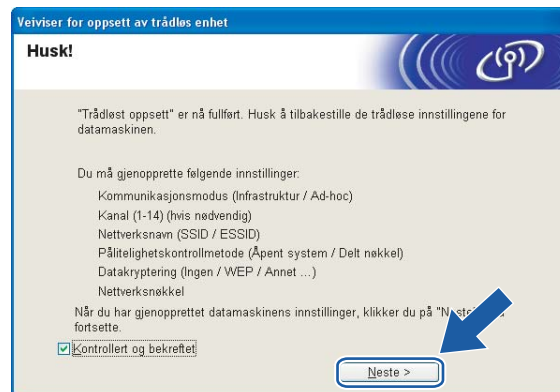 Veiviser for oppsett av trådløs enhet
Husk!
"Trådløst oppsett" er nå fullført. Husk å tilbakestille de trådløse innstillingene for
datamaskinen.
Du må gjenopprette følgende innstillinger:
Kommunikasjonsmodus (Infrastruktur / Ad-hoc)
Kanal (1-14) (hvis nødvendig)
Nettverksnavn (SSID / ESSID)
Pålitelighetskontrollmetode (Åpent system / Delt nøkkel)
Datakryptering (Ingen / WEP / Annet ...)
Nettverksnøkkel
Når du har gjenopprettet datamaskinens innstillinger, klikker du på
fortsette.
Kontrollert og bekreftet
Neste >